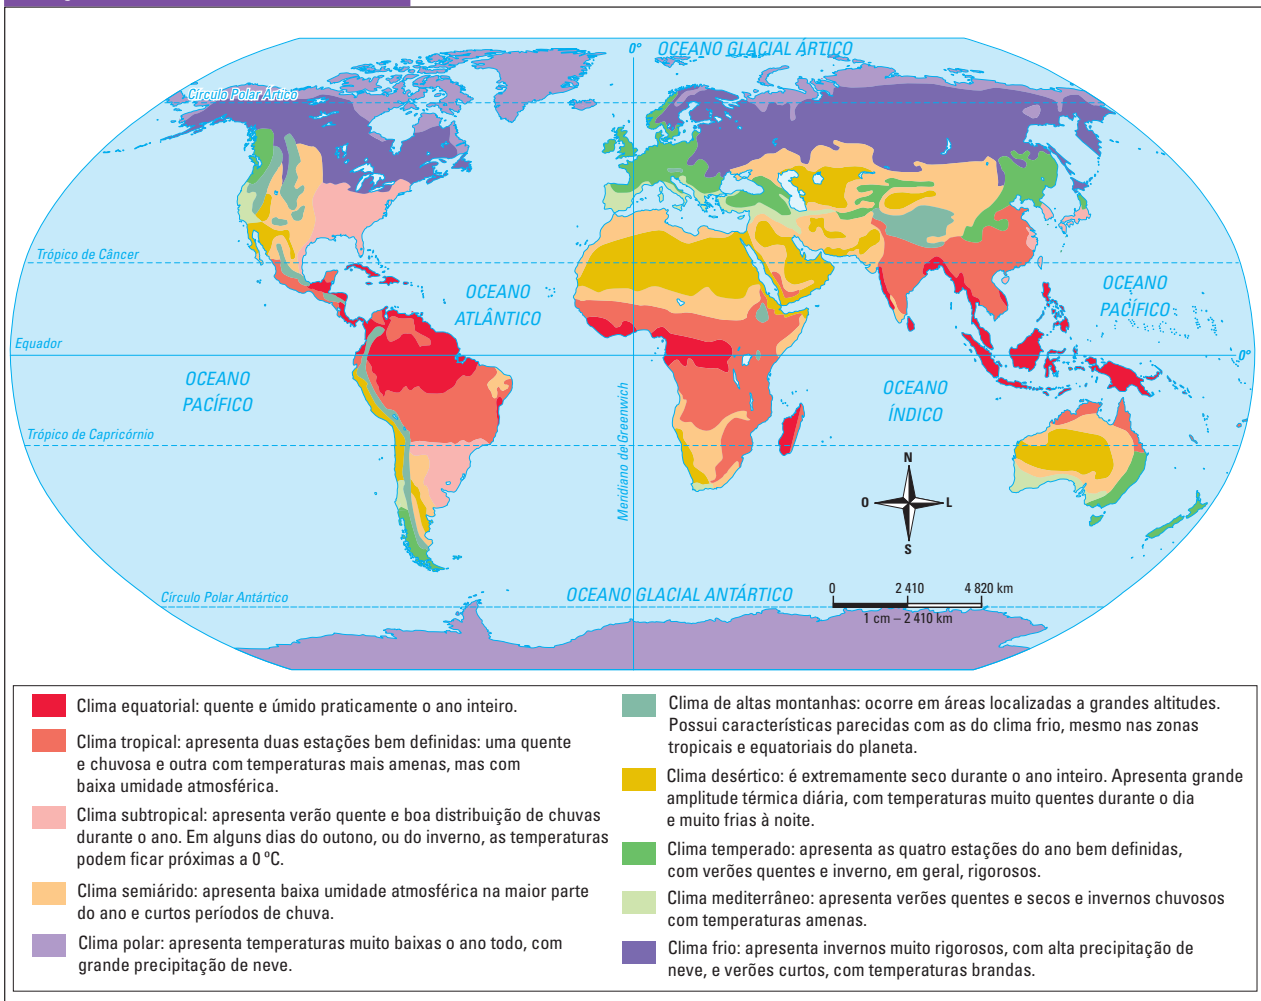 0°
OCEANO GLACIAL ÁRTICO
Círculo Polar Ártico
Trópico de Câncer
OCEANO
ATLÂNTICO
OCEANO
PACÍFICO
Equador
0°
OCEANO
PACÍFICO
Meridiano de Greenwich
OCEANO
ÍNDICO
Trópico de Capricórnio
N
O
L
S
Círculo Polar Antártico
OCEANO GLACIAL ANTÁRTICO
0 2 410 4 820 km
1 cm – 2 410 km
Clima equatorial: quente e úmido praticamente o ano inteiro.
Clima tropical: apresenta duas estações bem definidas: uma quente
e chuvosa e outra com temperaturas mais amenas, mas com
baixa umidade atmosférica.
Clima subtropical: apresenta verão quente e boa distribuição de chuvas
durante o ano. Em alguns dias do outono, ou do inverno, as temperaturas
podem ficar próximas a 0 ºC.
Clima semiárido: apresenta baixa umidade atmosférica na maior parte
do ano e curtos períodos de chuva.
Clima polar: apresenta temperaturas muito baixas o ano todo, com
grande precipitação de neve.
Clima de altas montanhas: ocorre em áreas localizadas a grandes altitudes.
Possui características parecidas com as do clima frio, mesmo nas zonas
tropicais e equatoriais do planeta.
Clima desértico: é extremamente seco durante o ano inteiro. Apresenta grande
amplitude térmica diária, com temperaturas muito quentes durante o dia
e muito frias à noite.
Clima temperado: apresenta as quatro estações do ano bem definidas,
com verões quentes e inverno, em geral, rigorosos.
Clima mediterrâneo: apresenta verões quentes e secos e invernos chuvosos
com temperaturas amenas.
Clima frio: apresenta invernos muito rigorosos, com alta precipitação de
neve, e verões curtos, com temperaturas brandas.